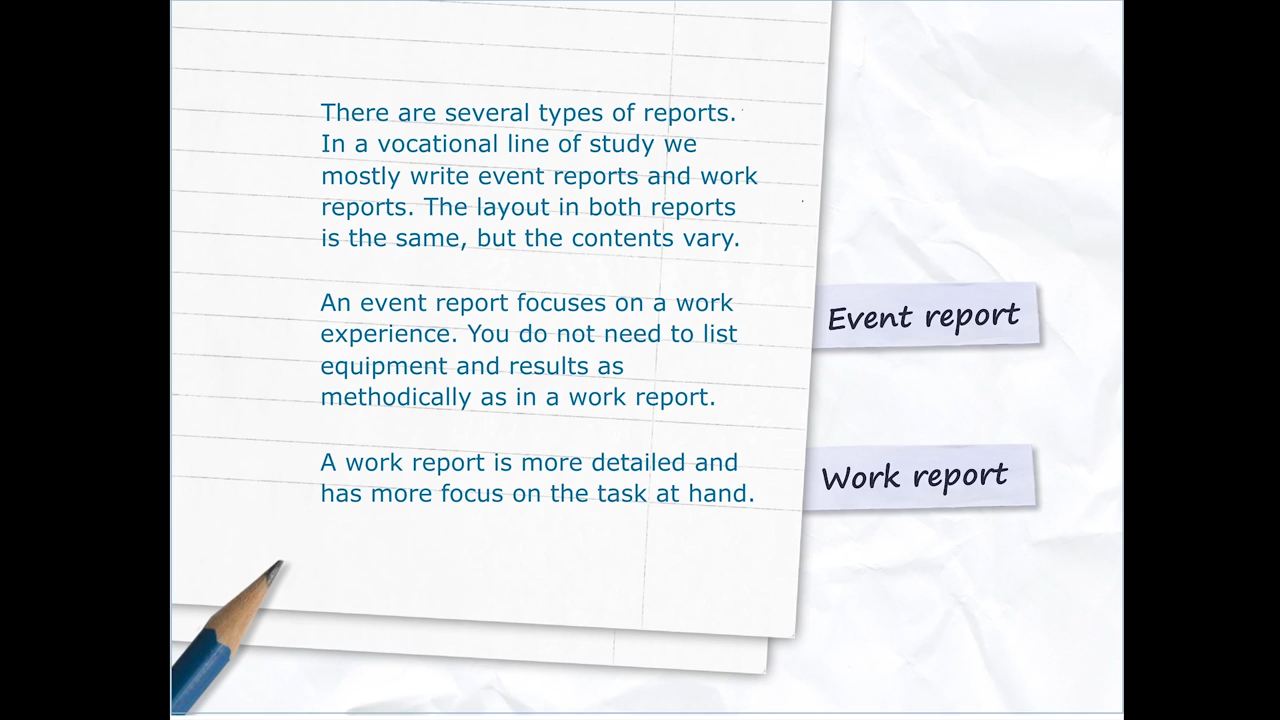 There are several types of reports.
In a vocational line of study we
mostly write event reports and work
reports. The layout in both reports
is the same, but the contents vary.
An event report focuses on a work
experience. You do not need to list
equipment and results as
methodically as in a work report.
A work report is more detailed and
has more focus on the task at hand.
Event report
Work report